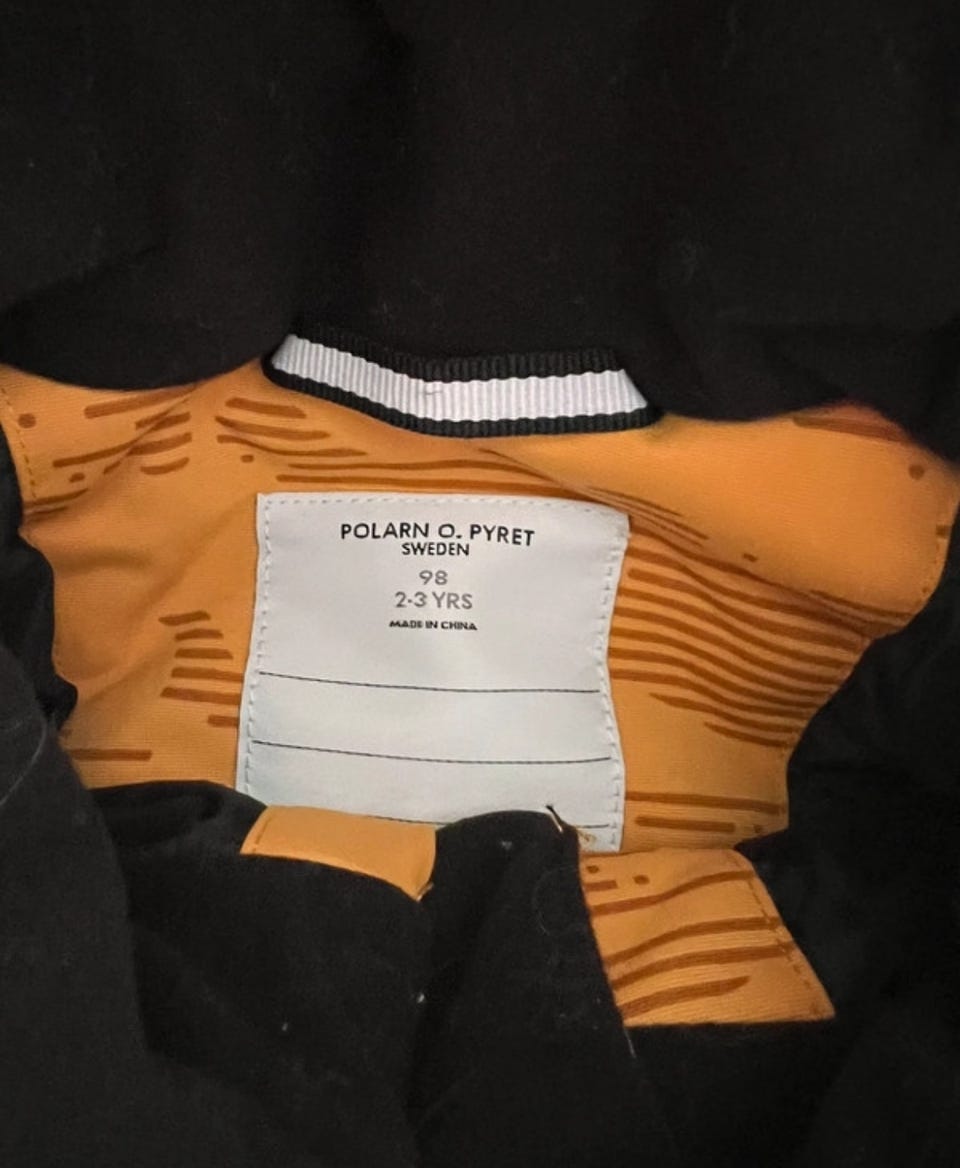 POLARN O. PYRET
SWEDEN
98
2-3 YRS
MADE IN CHINA